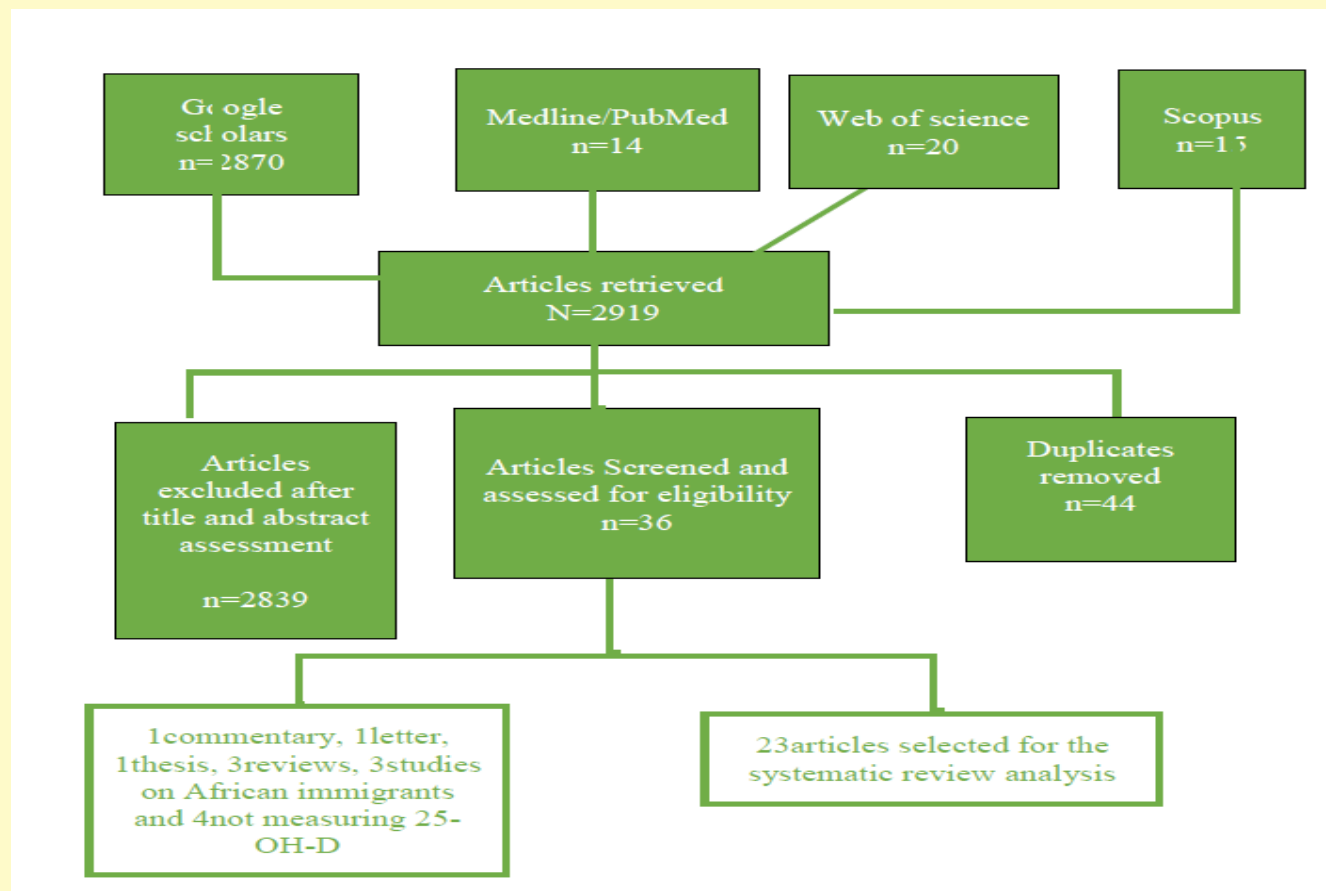 Google
scholars
n=2870
Medline/PubMed
n=14
Web of science
n=20
Scopus
n=15
Articles retrieved
N=2919
Articles
excluded after
title and abstract
assessment
n=2839
Articles Screened and
assessed for eligibility
n=36
Duplicates
removed
n=44
1commentary, 1letter,
1thesis, 3reviews, 3studies
on African immigrants
and 4not measuring 25-
OH-D
23articles selected for the
systematic review analysis